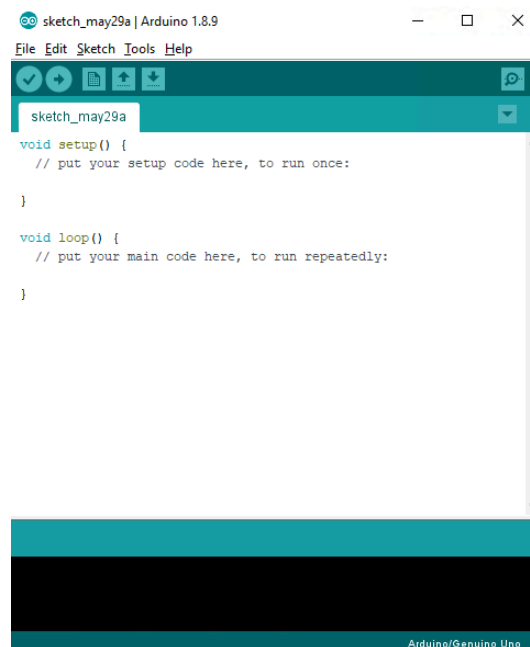 sketch_may29a | Arduino 1.8.9
File Edit Sketch Tools Help
sketch_may29a
void setup() {
  // put your setup code here, to run once:
}
void loop() {
  // put your main code here, to run repeatedly:
}
Arduino/Genuino Uno